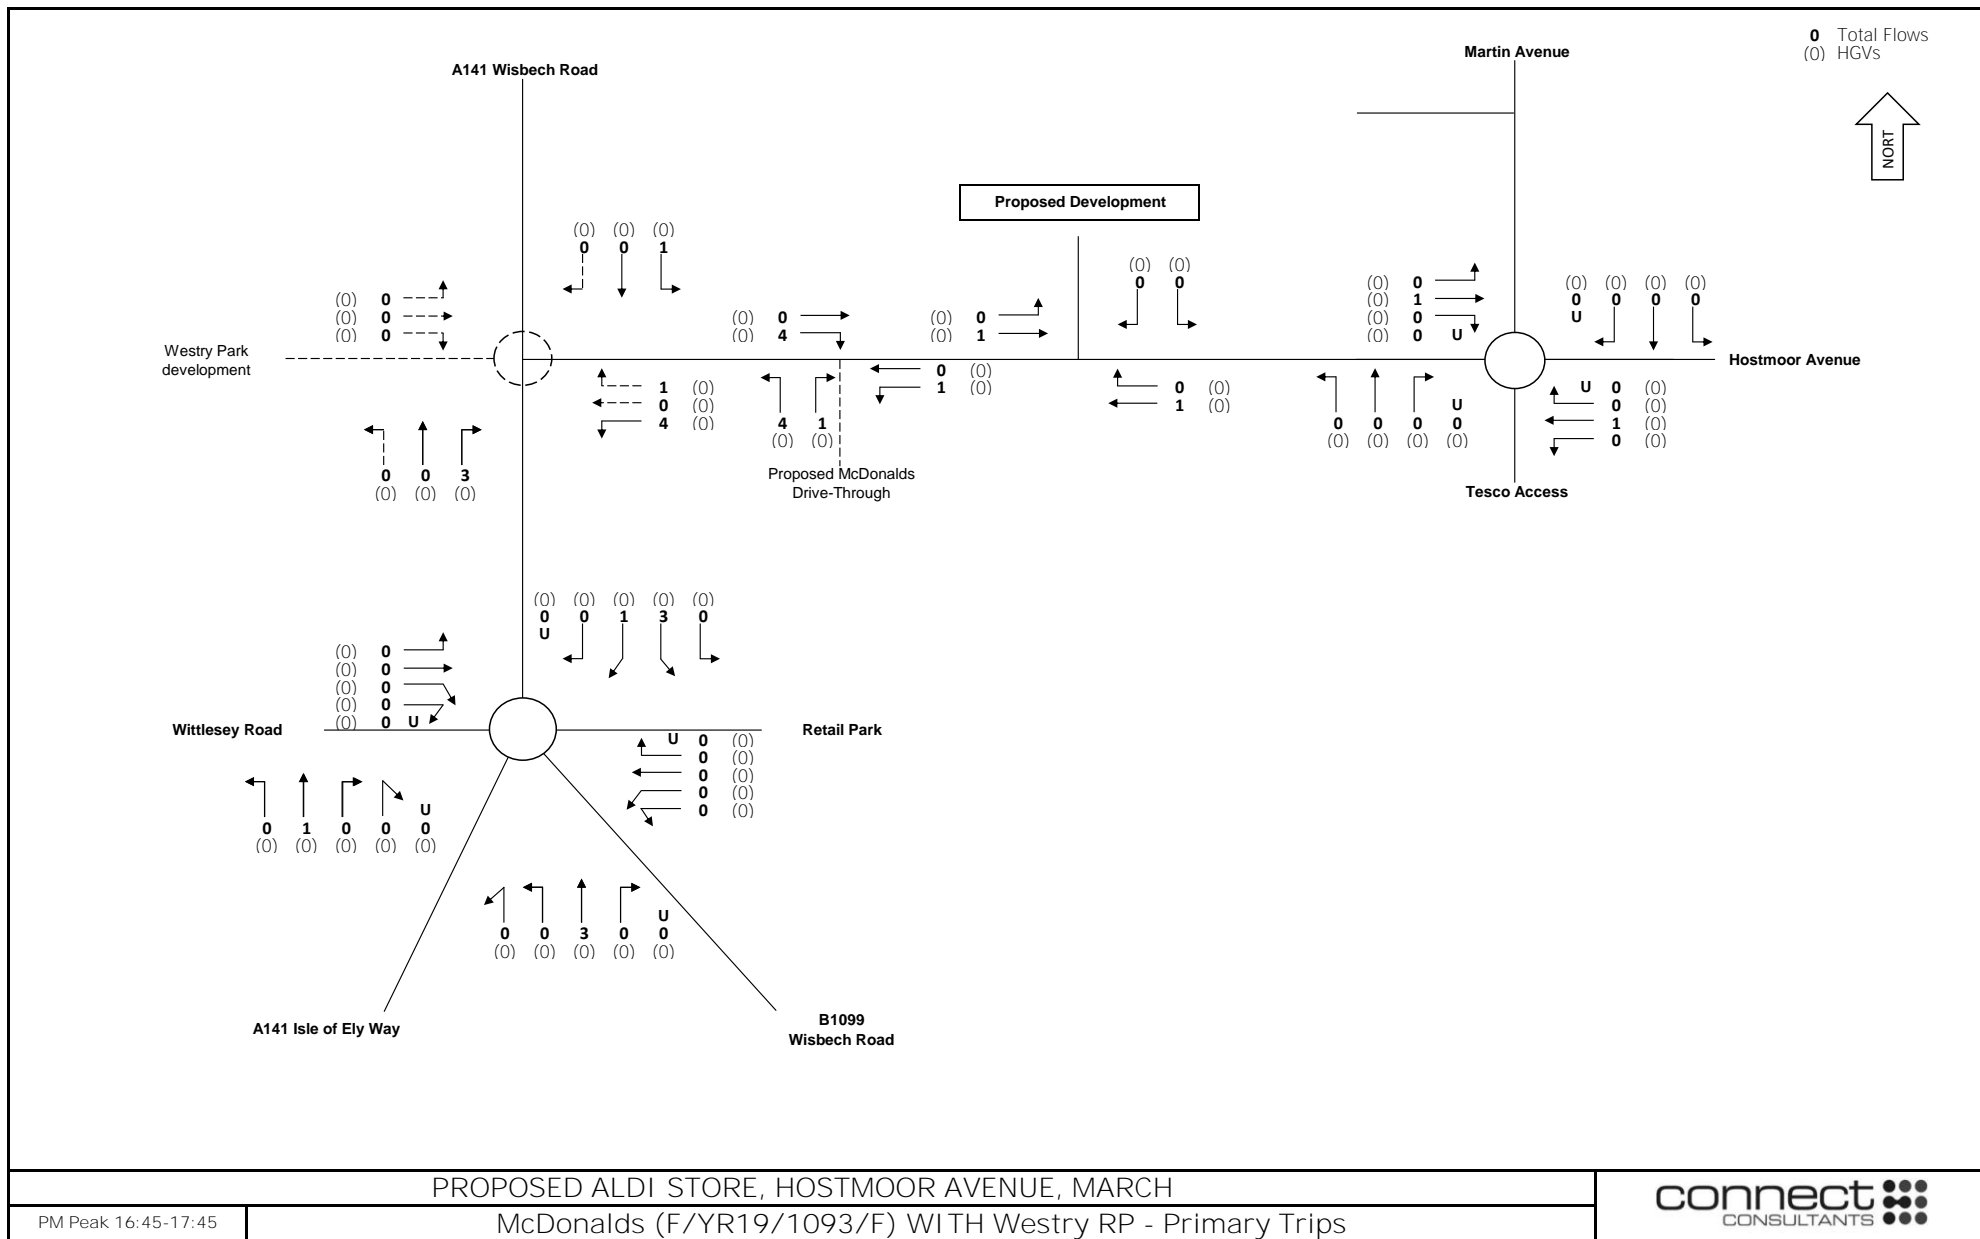 0 Total Flows
(0) HGVs
NORT
A141 Wisbech Road
Martin Avenue
Proposed Development
(0) (0) (0)
0 0 1
(0) 0
(0) 0
(0) 0
Westry Park
development
(0) 0
(0) 4
(0) 0
(0) 1
(0) (0)
0 0
(0) 0
(0) 1
(0) 0
(0) 0 U
(0) (0) (0) (0)
0 0 0 0
U
Hostmoor Avenue
1 (0)
0 (0)
4 (0)
4 1
(0) (0)
0 (0)
1 (0)
0 (0)
1 (0)
U
0 0 0 0
(0) (0) (0) (0)
U 0 (0)
0 (0)
1 (0)
0 (0)
0 0 3
(0) (0) (0)
Proposed McDonalds
Drive-Through
Tesco Access
(0) (0) (0) (0) (0)
0 0 1 3 0
U
(0) 0
(0) 0
(0) 0
(0) 0
(0) 0 U
Wittlesey Road
Retail Park
U 0 (0)
0 (0)
0 (0)
0 (0)
0 (0)
U
0 1 0 0 0
(0) (0) (0) (0) (0)
U
0 0 3 0 0
(0) (0) (0) (0) (0)
A141 Isle of Ely Way
B1099
Wisbech Road
PROPOSED ALDI STORE, HOSTMOOR AVENUE, MARCH
PM Peak 16:45-17:45
McDonalds (F/YR19/1093/F) WITH Westry RP - Primary Trips
connect
CONSULTANTS